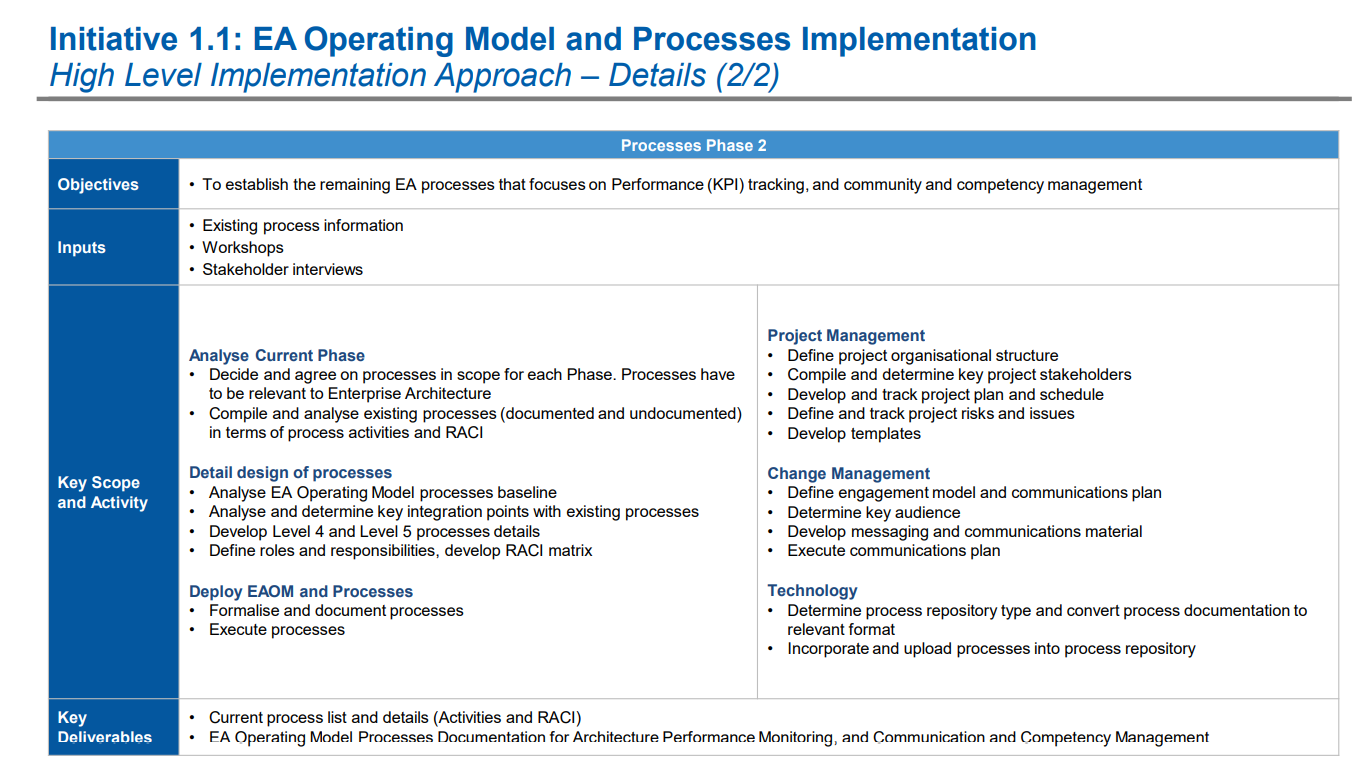 Initiative 1.1: EA Operating Model and Processes Implementation
High Level Implementation Approach – Details (2/2)
Processes Phase 2
Objectives
• To establish the remaining EA processes that focuses on Performance (KPI) tracking, and community and competency management
Inputs
• Existing process information
• Workshops
• Stakeholder interviews
Key Scope
and Activity
Analyse Current Phase
• Decide and agree on processes in scope for each Phase. Processes have
to be relevant to Enterprise Architecture
• Compile and analyse existing processes (documented and undocumented)
in terms of process activities and RACI
Detail design of processes
• Analyse EA Operating Model processes baseline
• Analyse and determine key integration points with existing processes
• Develop Level 4 and Level 5 processes details
• Define roles and responsibilities, develop RACI matrix
Deploy EAOM and Processes
• Formalise and document processes
• Execute processes
Project Management
• Define project organisational structure
• Compile and determine key project stakeholders
• Develop and track project plan and schedule
• Define and track project risks and issues
• Develop templates
Change Management
• Define engagement model and communications plan
• Determine key audience
• Develop messaging and communications material
• Execute communications plan
Technology
• Determine process repository type and convert process documentation to
relevant format
• Incorporate and upload processes into process repository
Key
Deliverables
• Current process list and details (Activities and RACI)
• EA Operating Model Processes Documentation for Architecture Performance Monitoring, and Communication and Competency Management